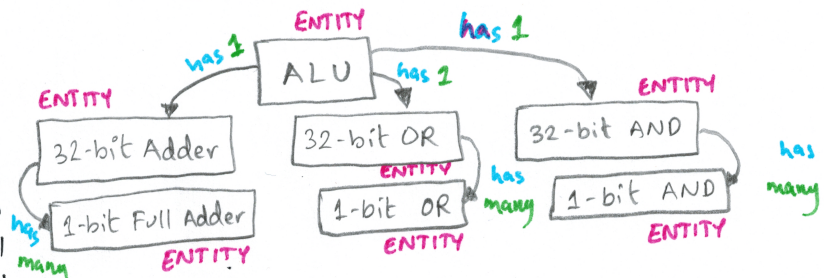 ENTITY
ALU
has 1
has 1
has 1
ENTITY
32-bit Adder
has many
1-bit Full Adder
ENTITY
32-bit OR
ENTITY
has many
1-bit OR
ENTITY
ENTITY
32-bit AND
has many
1-bit AND
ENTITY